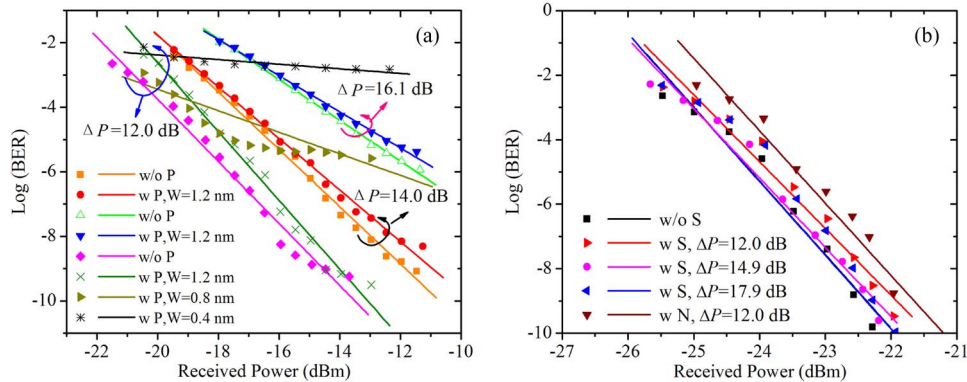 (a)
ΔP=16.1 dB
ΔP=12.0 dB
ΔP=14.0 dB
w/o P
w P,W=1.2 nm
w/o P
w P,W=1.2 nm
w/o P
w P,W=1.2 nm
w P,W=0.8 nm
w P,W=0.4 nm
Log (BER)
-2
-4
-6
-8
-10
-22 -20 -18 -16 -14 -12 -10
Received Power (dBm)
(b)
w/o S
w S, ΔP=12.0 dB
w S, ΔP=14.9 dB
w S, ΔP=17.9 dB
w N, ΔP=12.0 dB
Log (BER)
0
-2
-4
-6
-8
-10
-27 -26 -25 -24 -23 -22 -21
Received Power (dBm)